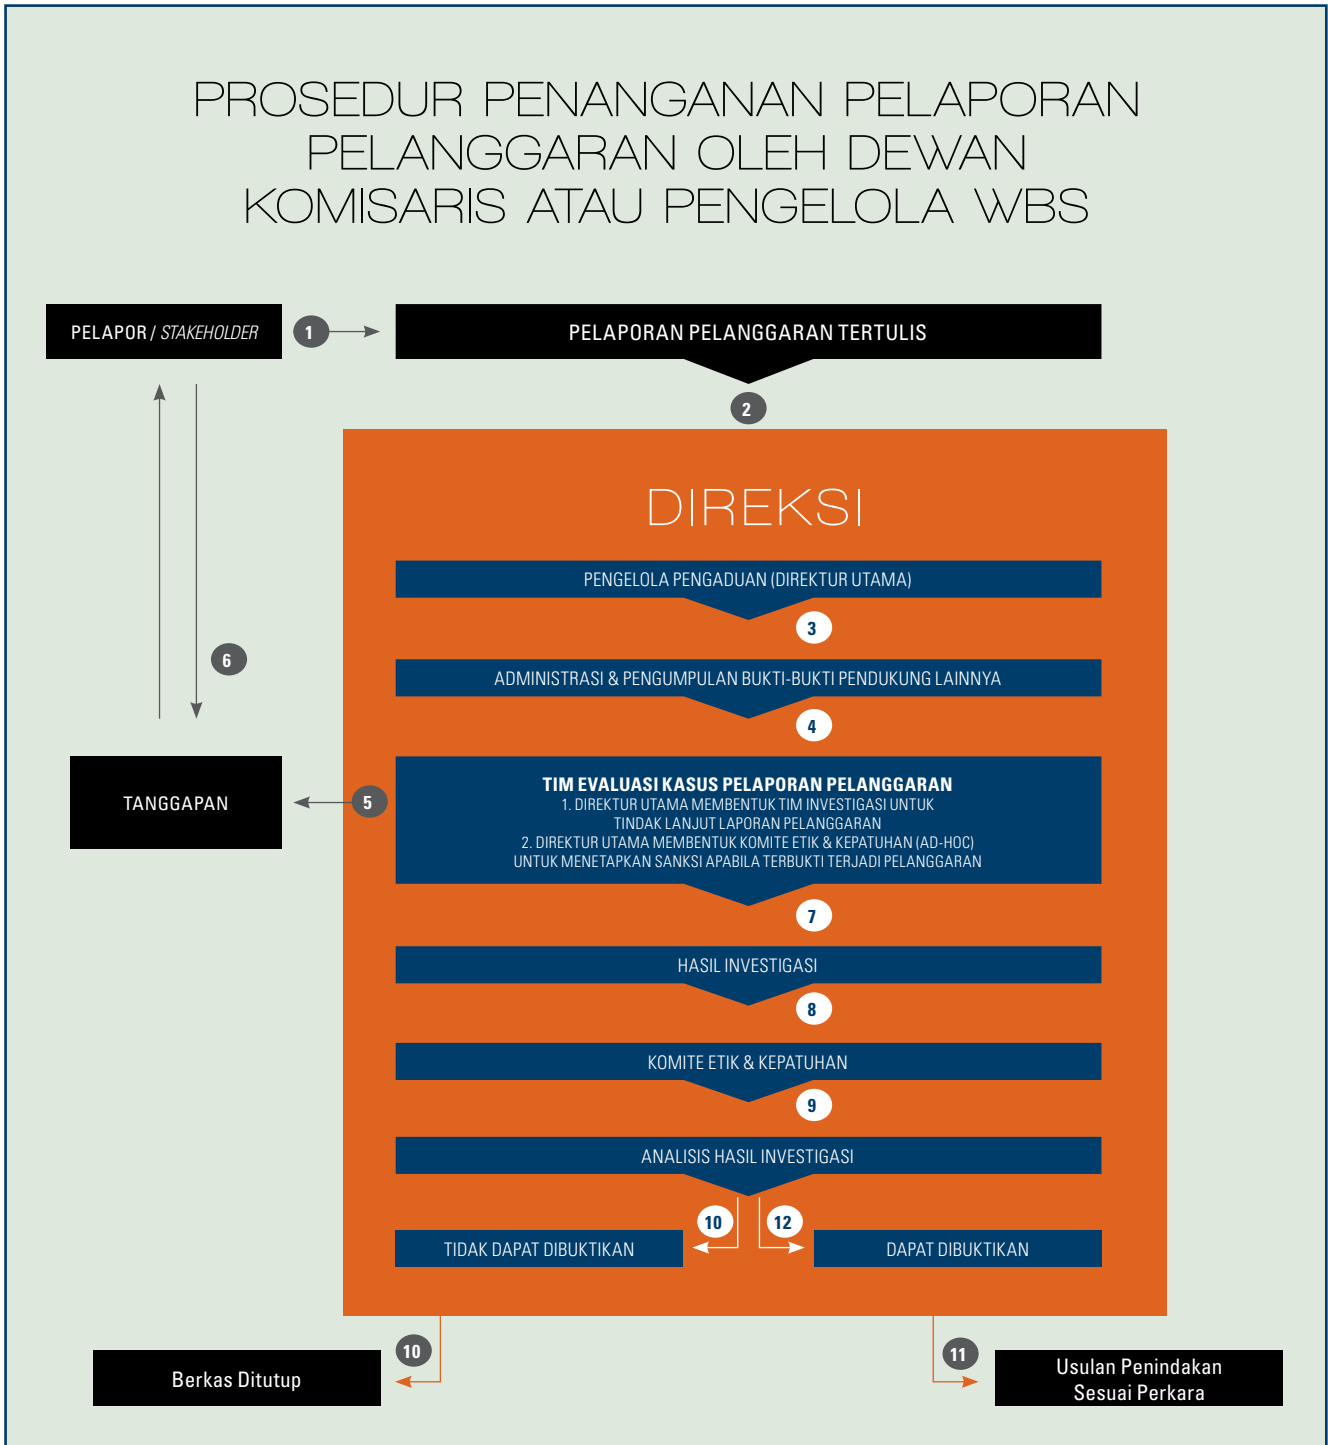 PROSEDUR PENANGANAN PELAPORAN
PELANGGARAN OLEH DEWAN
KOMISARIS ATAU PENGELOLA WBS
PELAPOR / STAKEHOLDER
1
PELAPORAN PELANGGARAN TERTULIS
2
DIREKSI
PENGELOLA PENGADUAN (DIREKTUR UTAMA)
3
6
ADMINISTRASI & PENGUMPULAN BUKTI-BUKTI PENDUKUNG LAINNYA
4
TIM EVALUASI KASUS PELAPORAN PELANGGARAN
1. DIREKTUR UTAMA MEMBENTUK TIM INVESTIGASI UNTUK
TINDAK LANJUT LAPORAN PELANGGARAN
2. DIREKTUR UTAMA MEMBENTUK KOMITE ETIK & KEPATUHAN (AD-HOC)
UNTUK MENETAPKAN SANKSI APABILA TERBUKTI TERJADI PELANGGARAN
5
TANGGAPAN
7
HASIL INVESTIGASI
8
KOMITE ETIK & KEPATUHAN
9
ANALISIS HASIL INVESTIGASI
10
12
TIDAK DAPAT DIBUKTIKAN
DAPAT DIBUKTIKAN
10
11
Berkas Ditutup
Usulan Penindakan
Sesuai Perkara